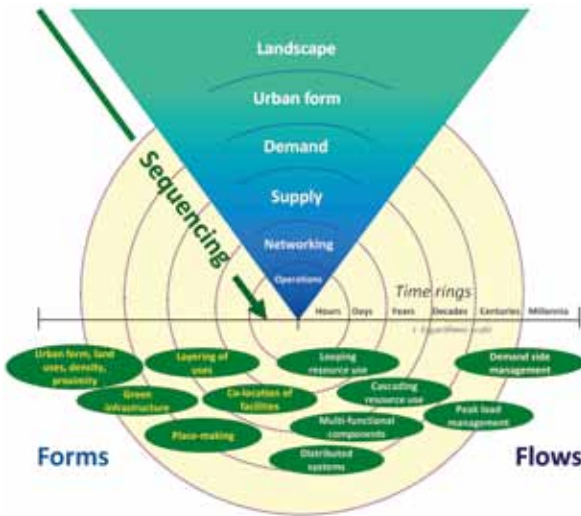 Landscape
Urban form
Demand
Supply
Networking
Operations
Sequencing
Time rings
Hours Days Years Decades Centuries Millennia
Logarithmic scale
Urban form, land
uses, density,
proximity
Layering of
uses
Looping
resource use
Demand side
management
Green
infrastructure
Co-location of
facilities
Cascading
resource use
Peak load
management
Place-making
Multi-functional
components
Distributed
systems
Forms
Flows